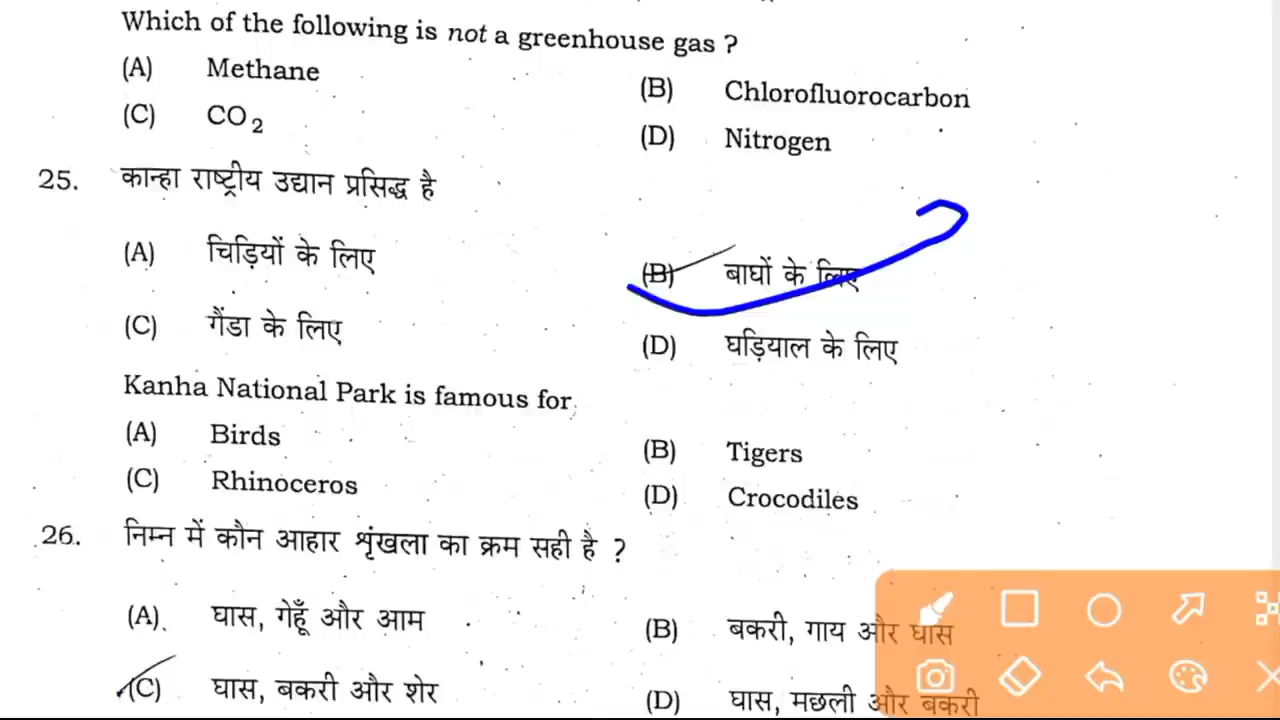 Which of the following is not a greenhouse gas ?
(A) Methane (B) Chlorofluorocarbon
(C) CO2 (D) Nitrogen
25. कान्हा राष्ट्रीय उद्यान प्रसिद्ध है
(A) चिड़ियों के लिए (B) बाघों के लिए
(C) गैंडा के लिए (D) घड़ियाल के लिए
Kanha National Park is famous for
(A) Birds (B) Tigers
(C) Rhinoceros (D) Crocodiles
26. निम्न में कौन आहार शृंखला का क्रम सही है ?
(A) घास, गेहूँ और आम (B) बकरी, गाय और घास
(C) घास, बकरी और शेर (D) घास, मछली और बकरी